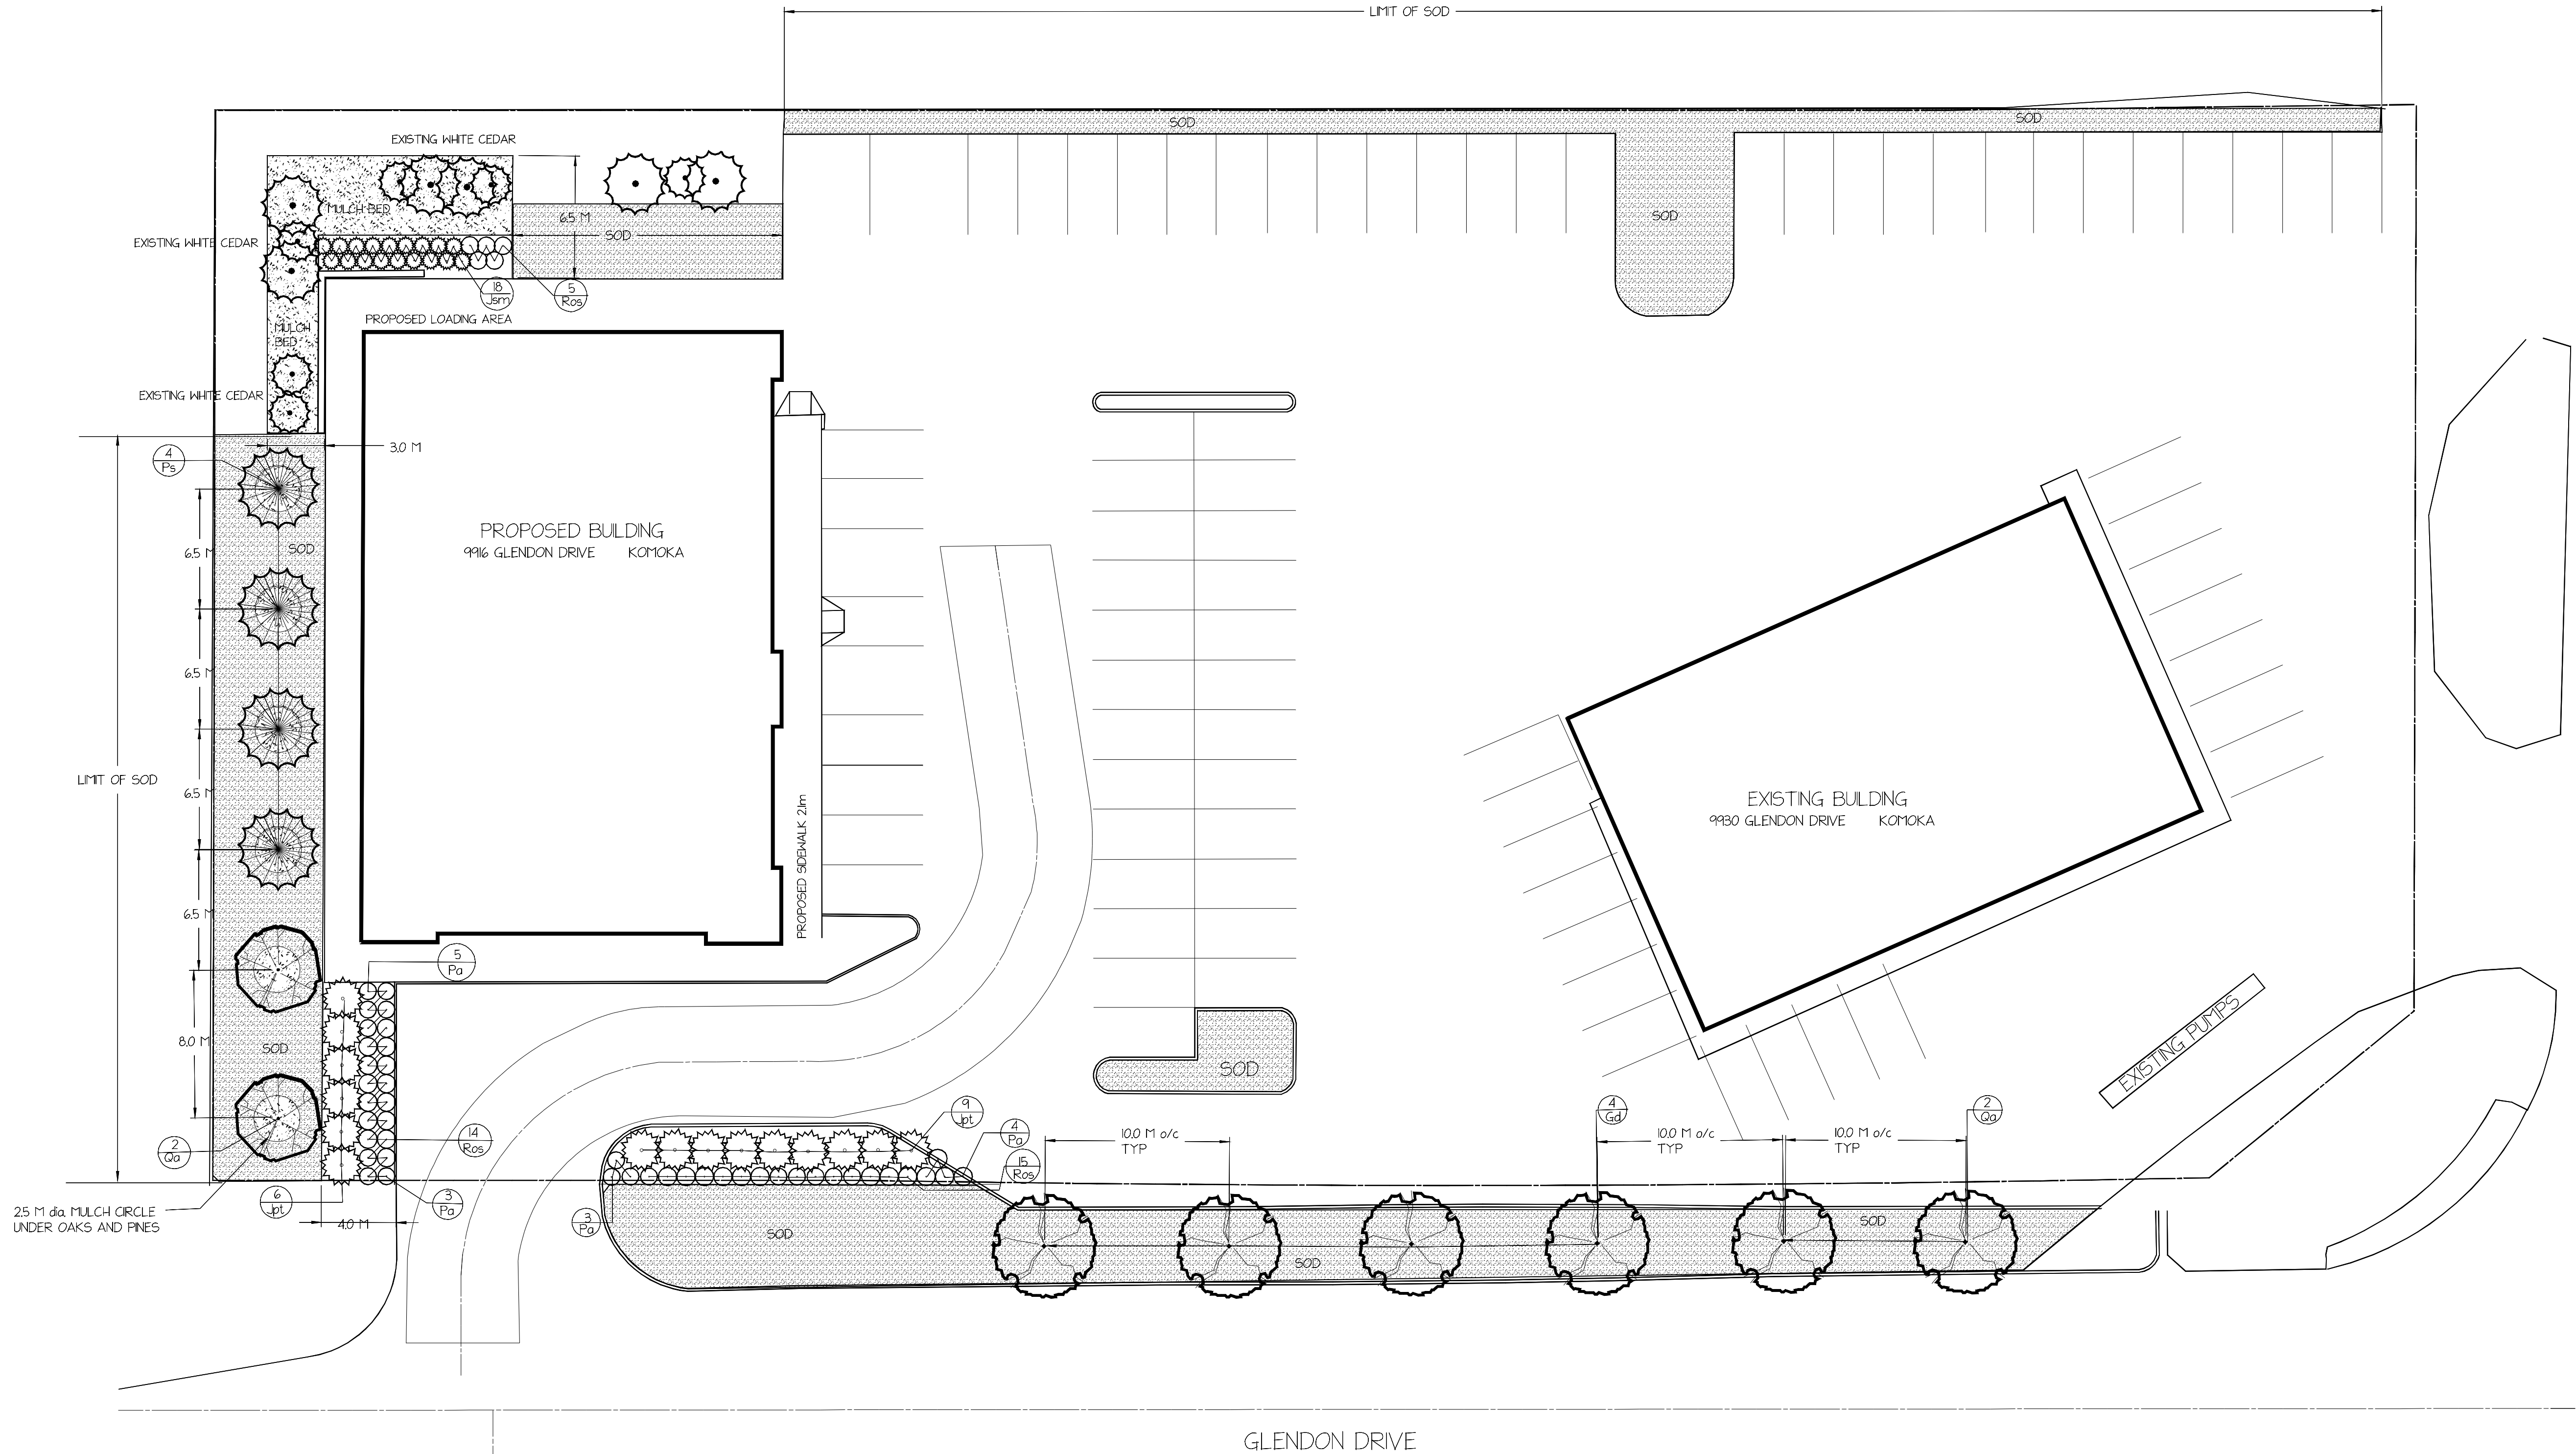 LIMIT OF SOD
SOD
SOD
EXISTING WHITE CEDAR
MULCH BED
6.5 M
SOD
SOD
EXISTING WHITE CEDAR
18
Jsm
5
Ros
PROPOSED LOADING AREA
MULCH
BED
EXISTING WHITE CEDAR
3.0 M
4
Ps
PROPOSED BUILDING
9916 GLENDON DRIVE KOMOKA
6.5 M
SOD
6.5 M
LIMIT OF SOD
6.5 M
PROPOSED SIDEWALK 2.1m
EXISTING BUILDING
9930 GLENDON DRIVE KOMOKA
6.5 M
5
Pa
8.0 M
SOD
SOD
EXISTING PUMPS
9
Jpt
4
Pa
4
Gd
2
Qa
14
Ros
10.0 M o/c
TYP
10.0 M o/c
TYP
10.0 M o/c
TYP
2
Qa
15
Ros
6
Jpt
3
Pa
4.0 M
2.5 M dia. MULCH CIRCLE
UNDER OAKS AND PINES
3
Pa
SOD
SOD
SOD
GLENDON DRIVE